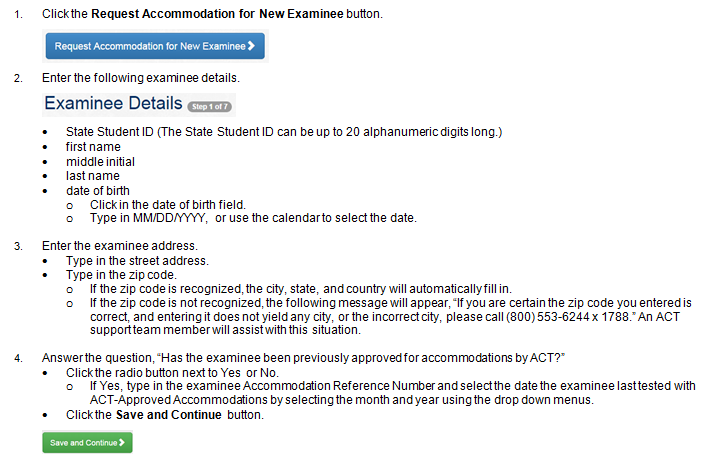 1. Click the Request Accommodation for New Examinee button.
Request Accommodation for New Examinee
2. Enter the following examinee details.
Examinee Details Step 1 of 7
• State Student ID (The State Student ID can be up to 20 alphanumeric digits long.)
• first name
• middle initial
• last name
• date of birth
o Click in the date of birth field.
o Type in MM/DD/YYYY, or use the calendar to select the date.
3. Enter the examinee address.
• Type in the street address.
• Type in the zip code.
o If the zip code is recognized, the city, state, and country will automatically fill in.
o If the zip code is not recognized, the following message will appear, “If you are certain the zip code you entered is
correct, and entering it does not yield any city, or the incorrect city, please call (800) 553-6244 x 1788.” An ACT
support team member will assist with this situation.
4. Answer the question, “Has the examinee been previously approved for accommodations by ACT?”
• Click the radio button next to Yes or No.
o If Yes, type in the examinee Accommodation Reference Number and select the date the examinee last tested with
ACT-Approved Accommodations by selecting the month and year using the drop down menus.
• Click the Save and Continue button.
Save and Continue